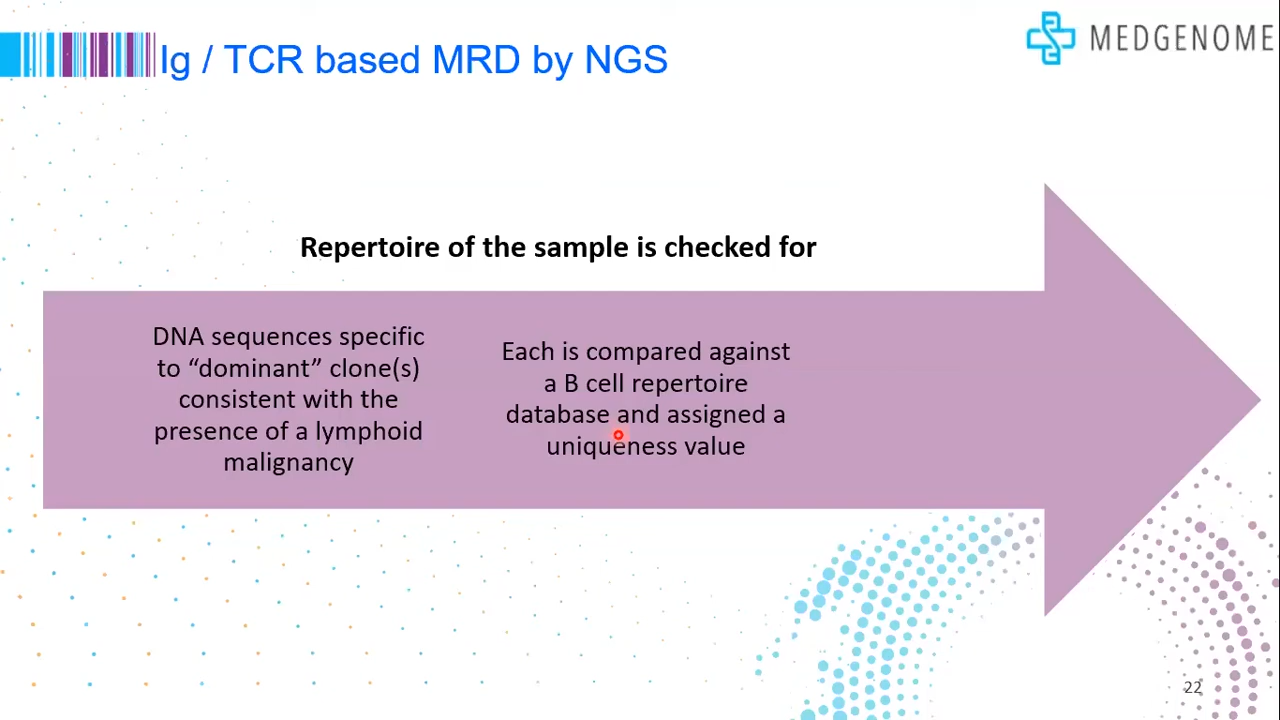 Ig / TCR based MRD by NGS
MEDGENOME
Repertoire of the sample is checked for
DNA sequences specific
to “dominant” clone(s)
consistent with the
presence of a lymphoid
malignancy
Each is compared against
a B cell repertoire
database and assigned a
uniqueness value
22